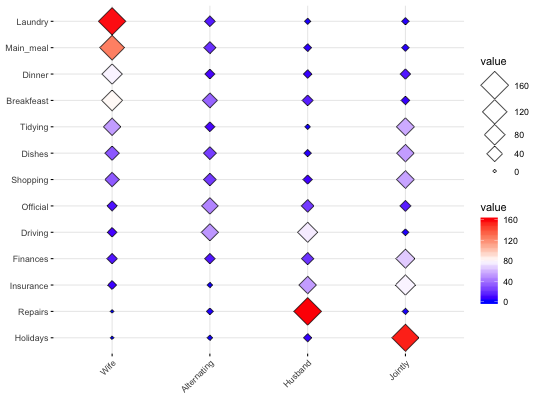 Laundry
Main_meal
Dinner
Breakfeast
Tidying
Dishes
Shopping
Official
Driving
Finances
Insurance
Repairs
Holidays
Wife
Alternating
Husband
Jointly
value
160
120
80
40
0
value
160
120
80
40
0